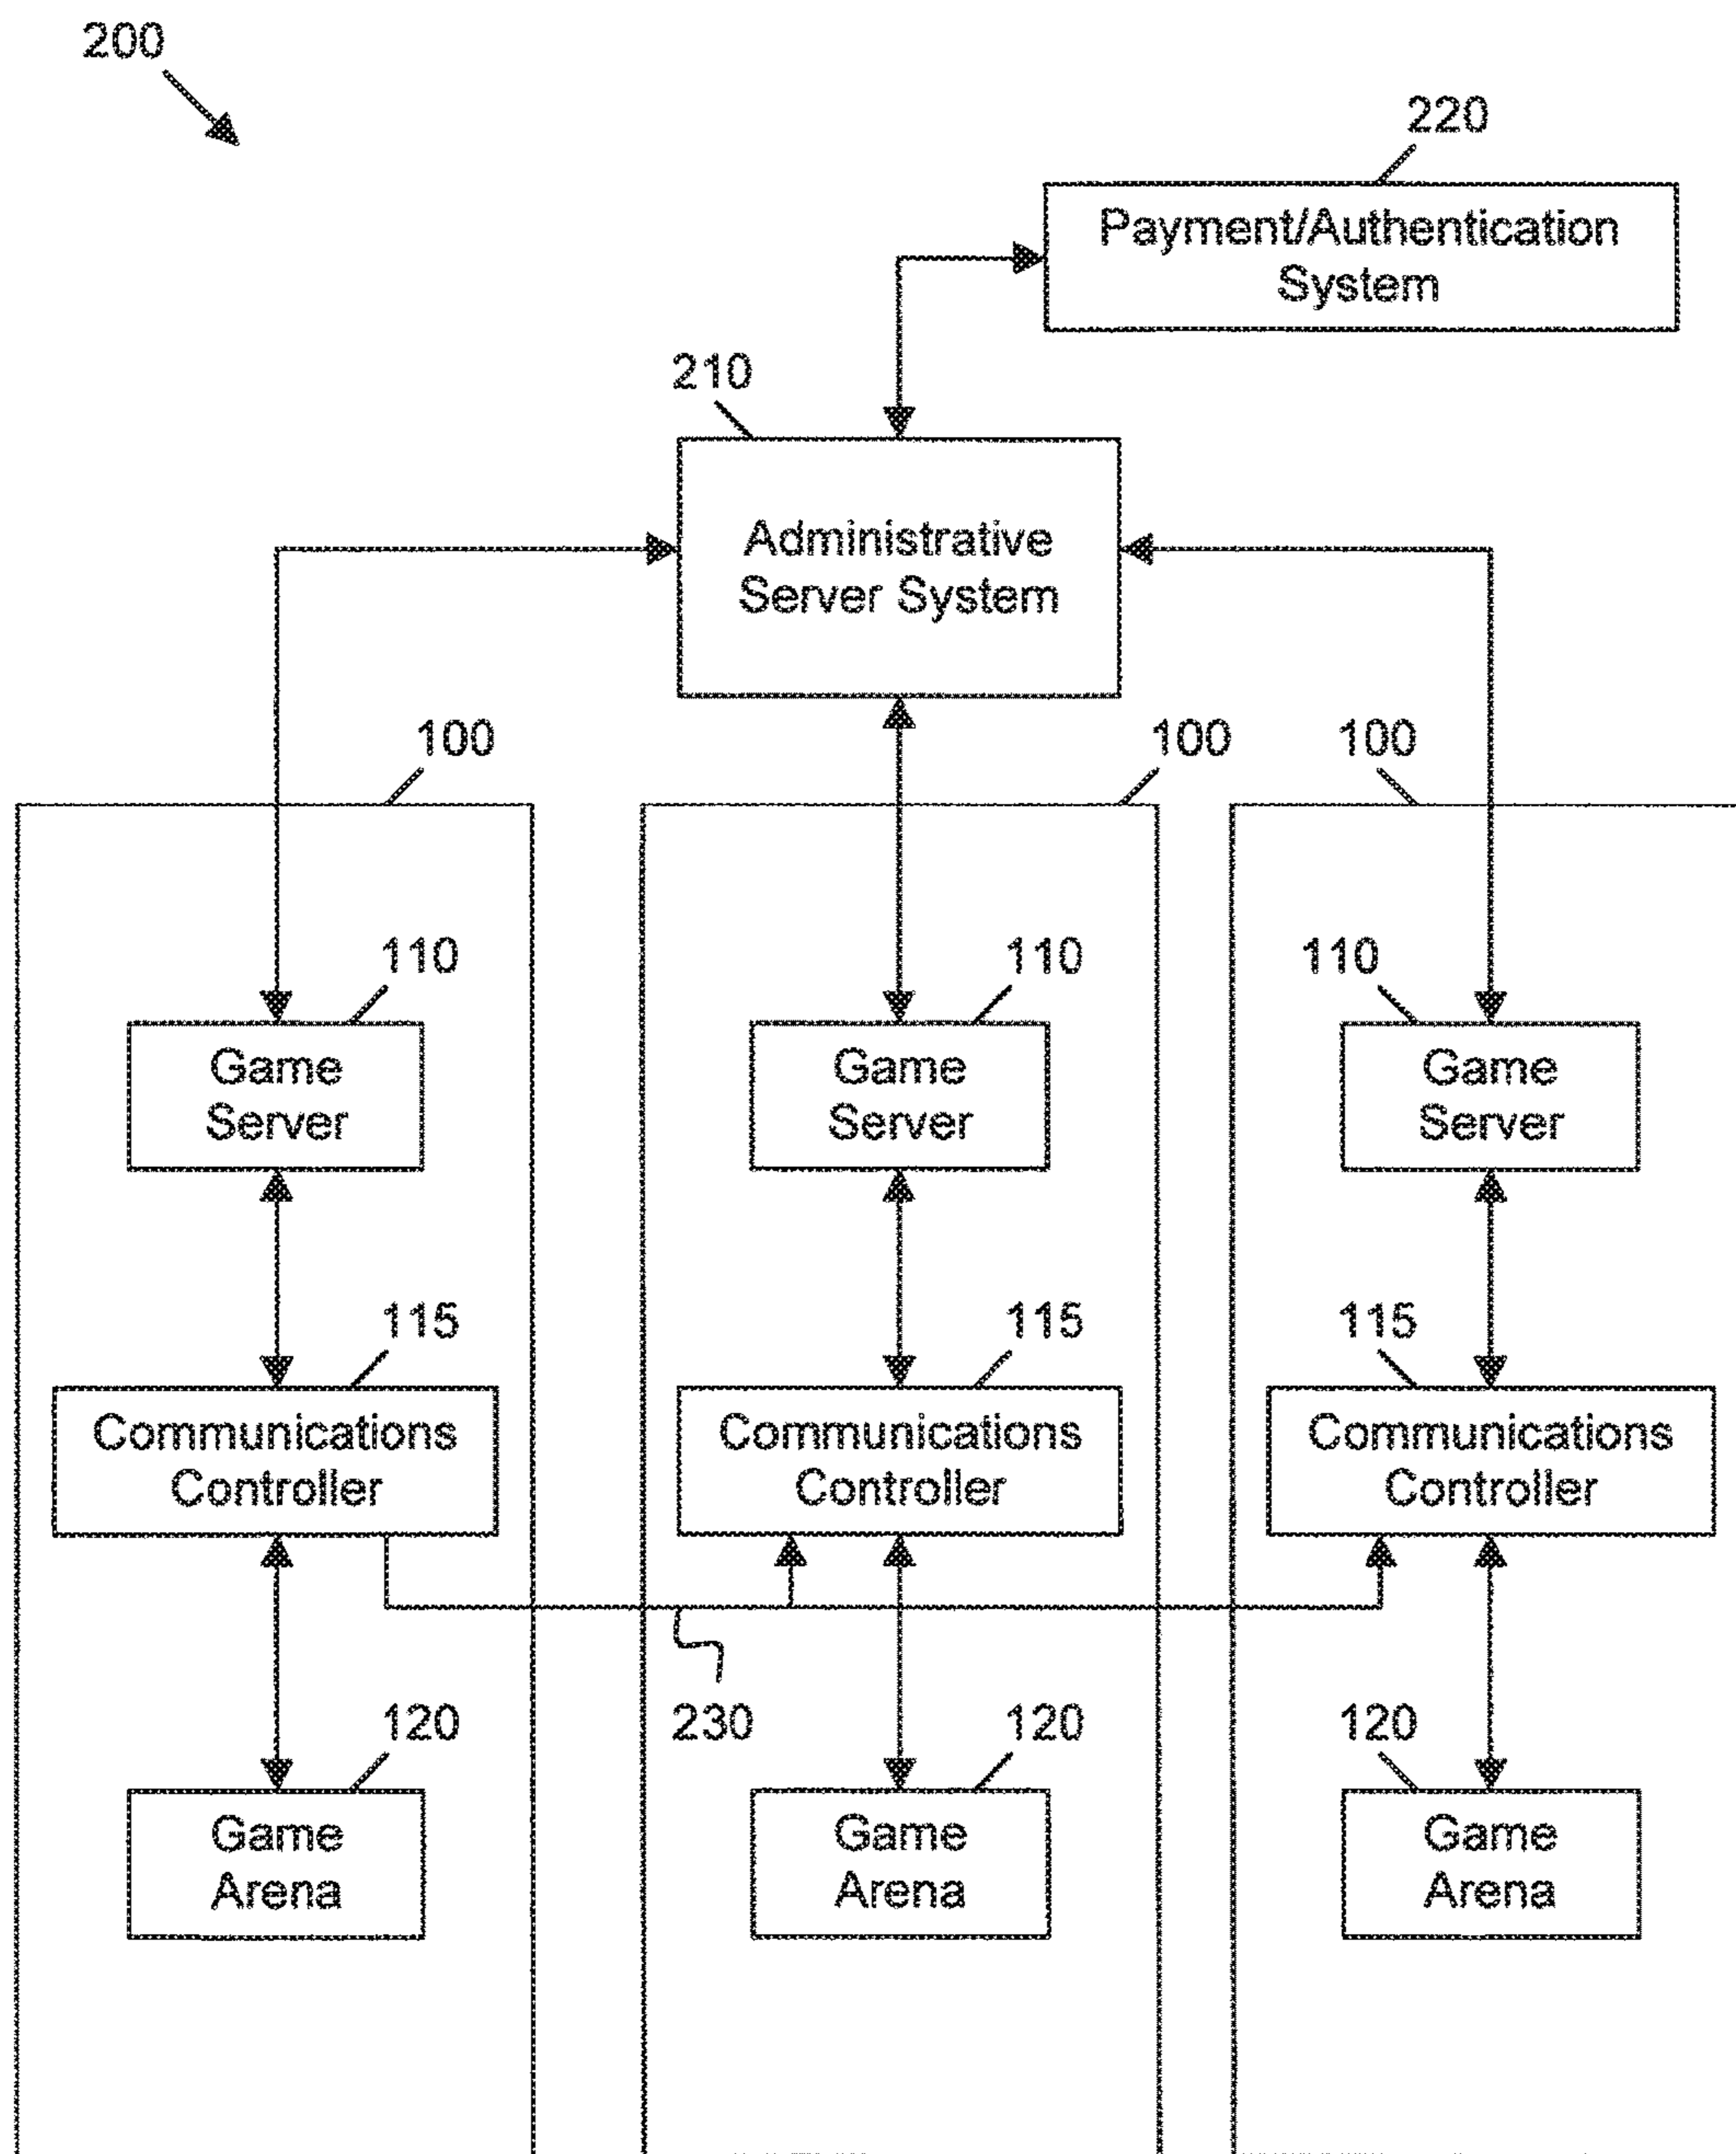 200
220
Payment/Authentication
System
210
Administrative
Server System
100
100
100
110
110
110
Game
Server
Game
Server
Game
Server
115
115
115
Communications
Controller
Communications
Controller
Communications
Controller
230
120
120
120
Game
Arena
Game
Arena
Game
Arena